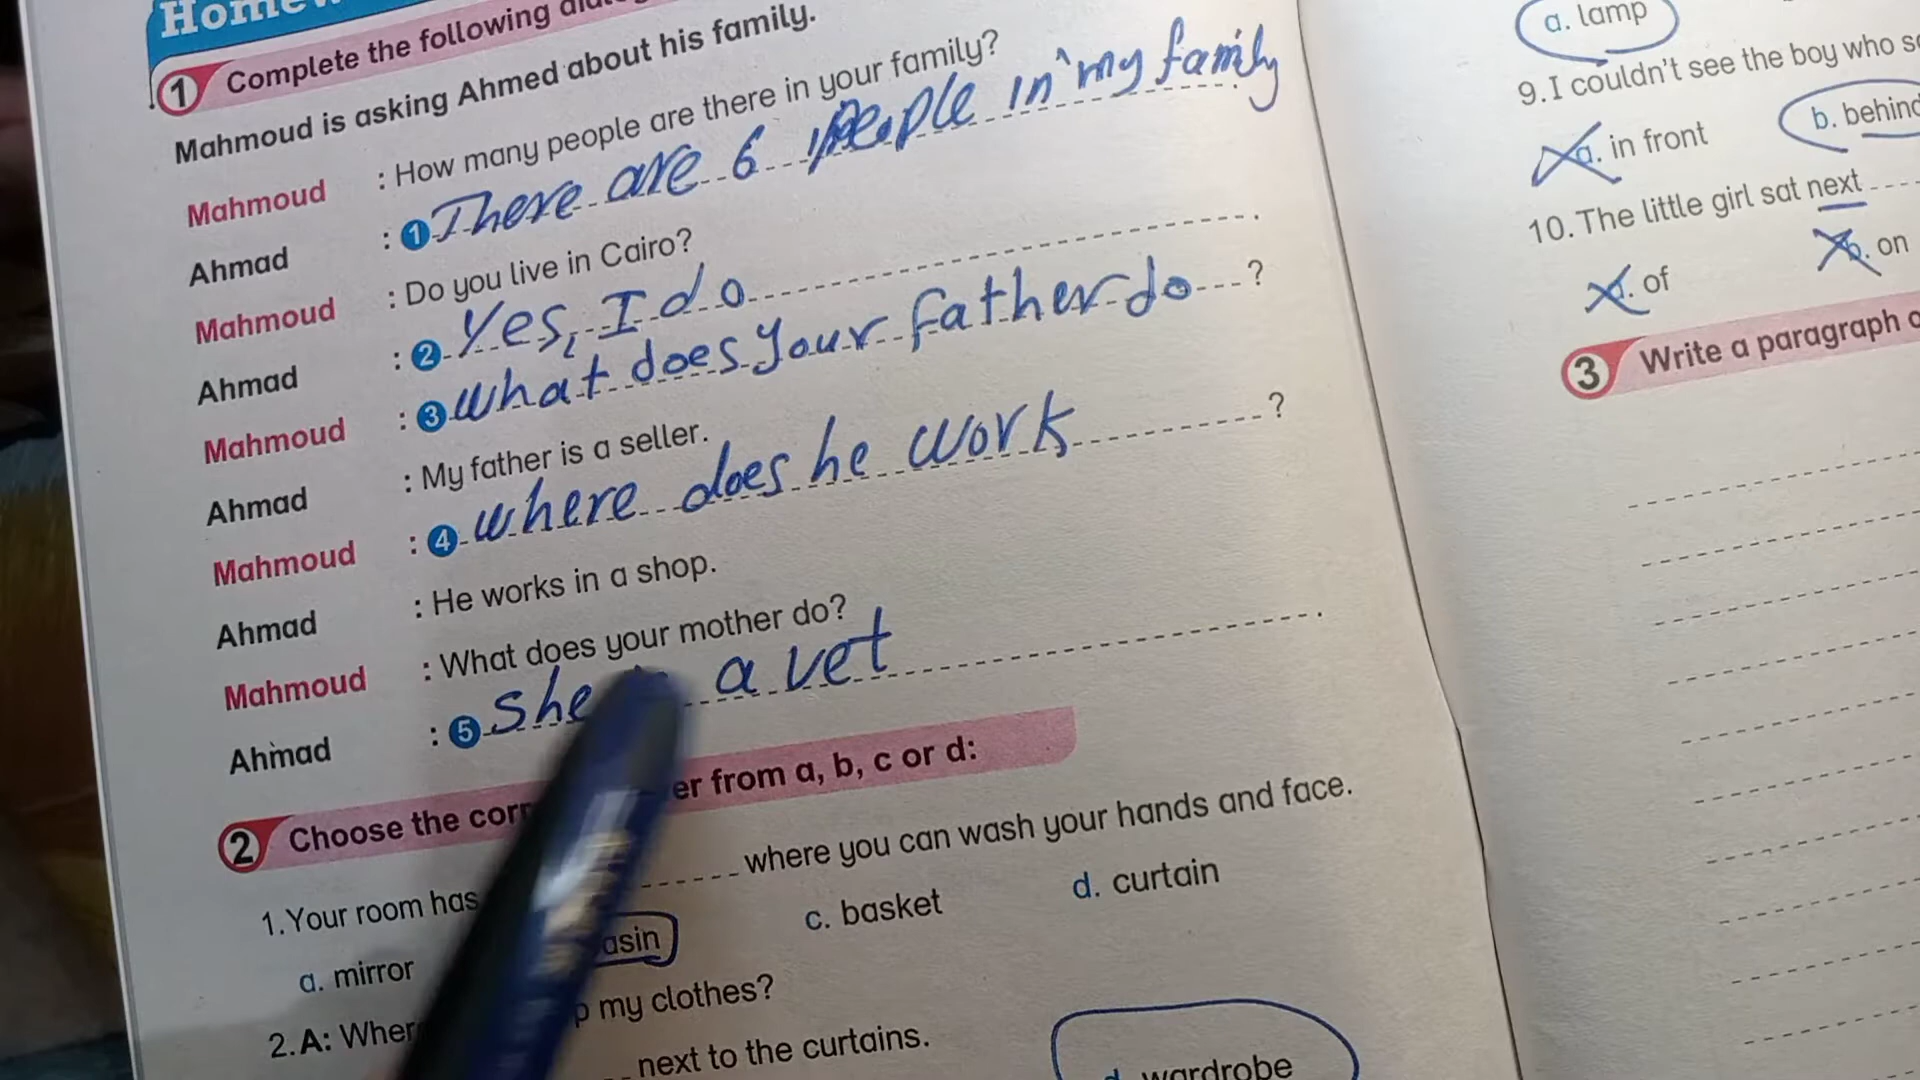 1 Complete the following
Mahmoud is asking Ahmed about his family.
Mahmoud : How many people are there in your family?
Ahmad : 1 There are 6 people in my family
Mahmoud : Do you live in Cairo?
Ahmad : 2 Yes, I do .
Mahmoud : 3 what does your father do ?
Ahmad : My father is a seller.
Mahmoud : 4 where does he work ?
Ahmad : He works in a shop.
Mahmoud : What does your mother do?
Ahmad : 5 she a vet .
2 Choose the er from a, b, c or d:
1. Your room has where you can wash your hands and face.
a. mirror asin c. basket d. curtain
2. A: Wher p my clothes?
next to the curtains.
d. wardrobe
a. lamp
9. I couldn't see the boy who
a. in front b. behind
10. The little girl sat next
of b. on
3 Write a paragraph